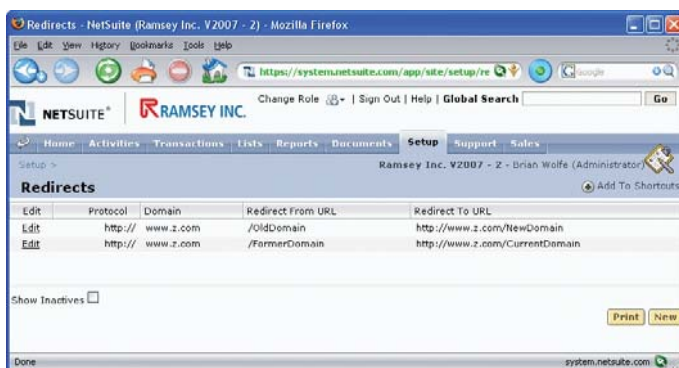 Redirects - NetSuite (Ramsey Inc. V2007 - 2) - Mozilla Firefox
File Edit View History Bookmarks Tools Help
https://system.netsuite.com/app/site/setup/re Google
N NETSUITE® RAMSEY INC. Change Role | Sign Out | Help | Global Search Go
Home Activities Transactions Lists Reports Documents Setup Support Sales
Setup > Ramsey Inc. V2007 - 2 - Brian Wolfe (Administrator)
Redirects Add To Shortcuts
Edit Protocol Domain Redirect From URL Redirect To URL
Edit http:// www.z.com /OldDomain http://www.z.com/NewDomain
Edit http:// www.z.com /FormerDomain http://www.z.com/CurrentDomain
Show Inactives
Print New
Done system.netsuite.com